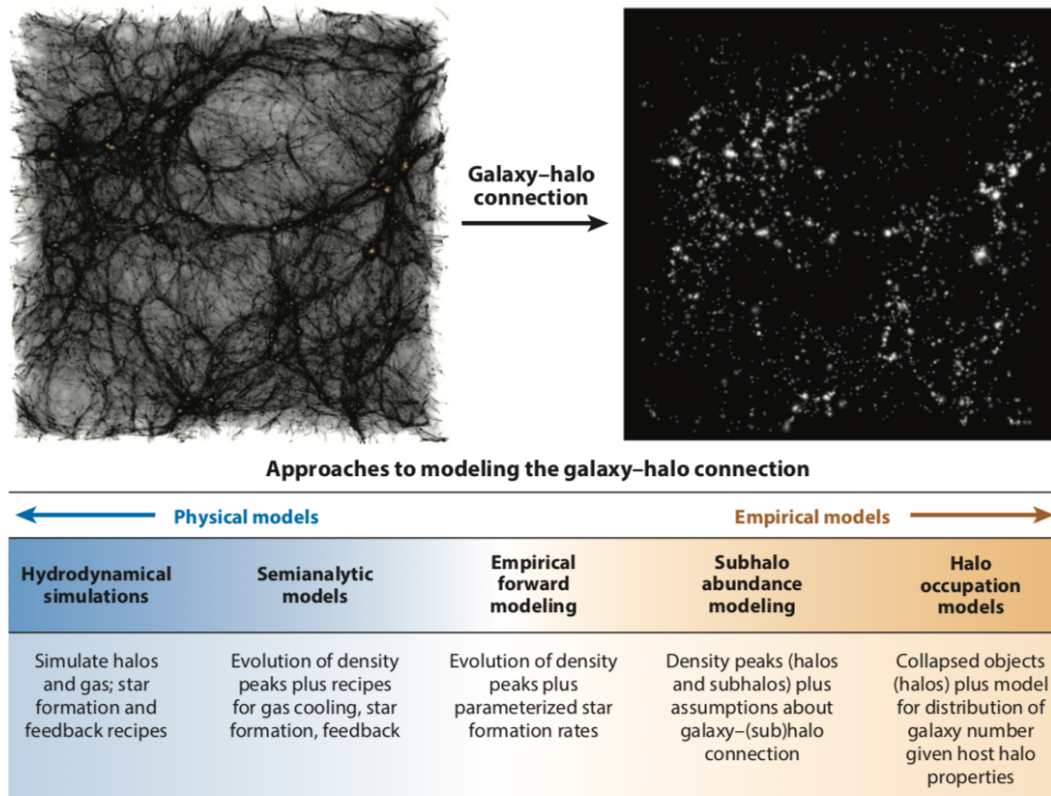 Galaxy–halo
connection
Approaches to modeling the galaxy–halo connection
Physical models
Empirical models
Hydrodynamical
simulations
Semianalytic
models
Empirical
forward
modeling
Subhalo
abundance
modeling
Halo
occupation
models
Simulate halos
and gas; star
formation and
feedback recipes
Evolution of density
peaks plus recipes
for gas cooling, star
formation, feedback
Evolution of density
peaks plus
parameterized star
formation rates
Density peaks (halos
and subhalos) plus
assumptions about
galaxy–(sub)halo
connection
Collapsed objects
(halos) plus model
for distribution of
galaxy number
given host halo
properties